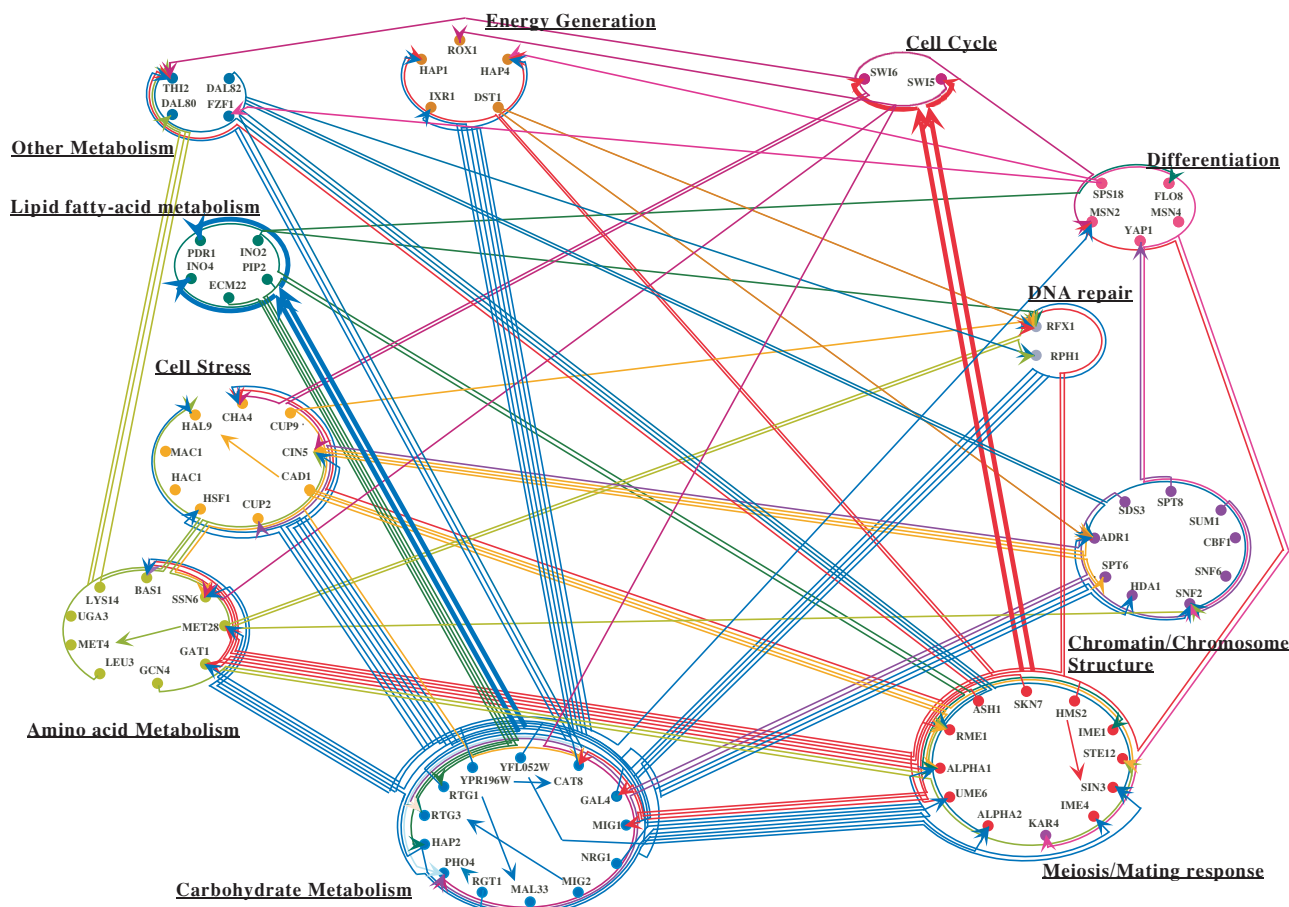 Energy Generation
ROX1
HAP1
HAP4
IXR1
DST1
Cell Cycle
SWI6
SWI5
THI2
DAL82
DAL80
FZF1
Other Metabolism
Differentiation
SPS18
FLO8
MSN2
MSN4
YAP1
Lipid fatty-acid metabolism
PDR1
INO2
INO4
PIP2
ECM22
DNA repair
RFX1
RPH1
Cell Stress
HAL9
CHA4
CUP9
MAC1
CIN5
HAC1
CAD1
HSF1
CUP2
SDS3
SPT8
SUM1
ADR1
CBF1
SPT6
SNF6
HDA1
SNF2
Chromatin/Chromosome
Structure
BAS1
LYS14
SSN6
UGA3
MET28
MET4
GAT1
LEU3
GCN4
Amino acid Metabolism
ASH1
SKN7
HMS2
RME1
IME1
STE12
ALPHA1
SIN3
UME6
IME4
ALPHA2
KAR4
Meiosis/Mating response
YPR196W
YFL052W
CAT8
RTG1
GAL4
RTG3
MIG1
HAP2
NRG1
PHO4
RGT1
MAL33
MIG2
Carbohydrate Metabolism